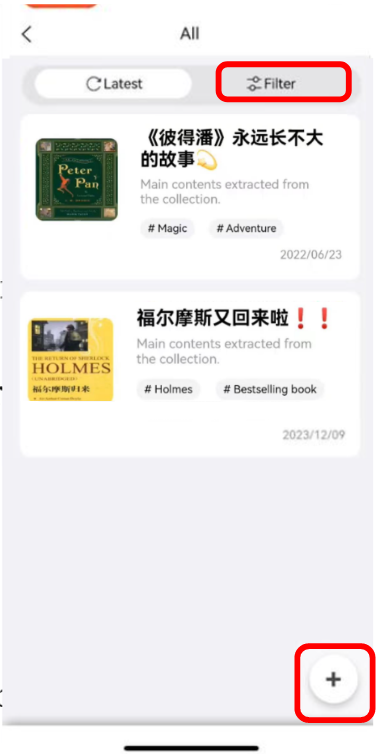 All
Latest
Filter
《彼得潘》永远长不大
的故事💫
Peter
Pan
Main contents extracted from
the collection.
# Magic # Adventure
2022/06/23
福尔摩斯又回来啦❗❗
Main contents extracted from
the collection.
THE RETURN OF SHERLOCK
HOLMES
福尔摩斯归来
# Holmes # Bestselling book
2023/12/09
+